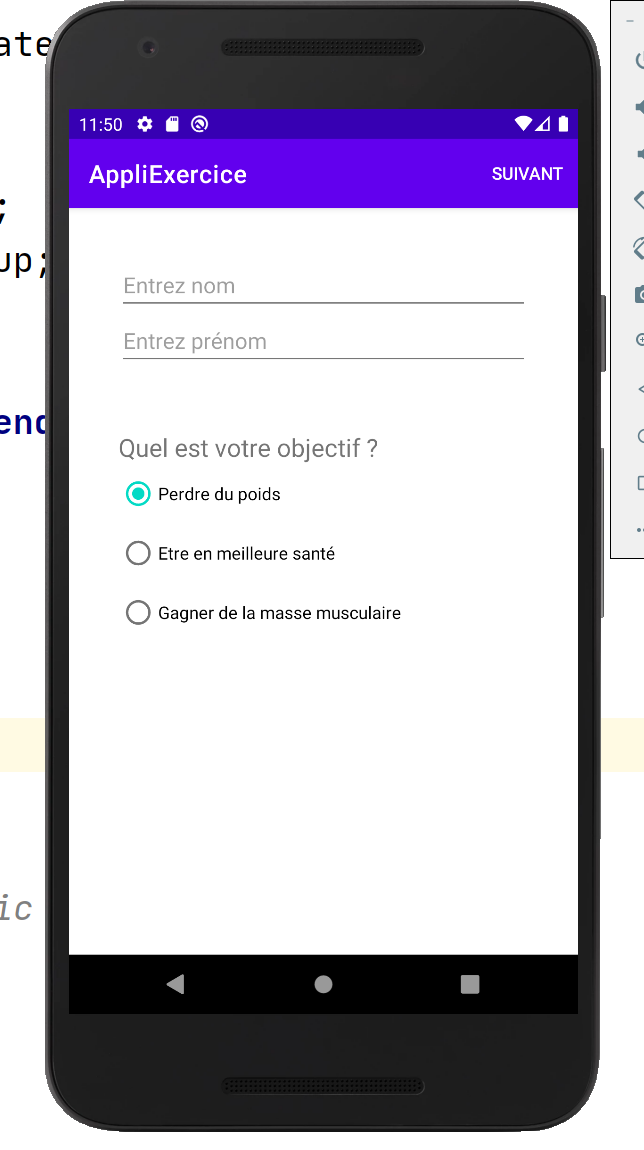 ate
;
up;
end
ic
11:50
AppliExercice SUIVANT
Entrez nom
Entrez prénom
Quel est votre objectif ?
Perdre du poids
Etre en meilleure santé
Gagner de la masse musculaire